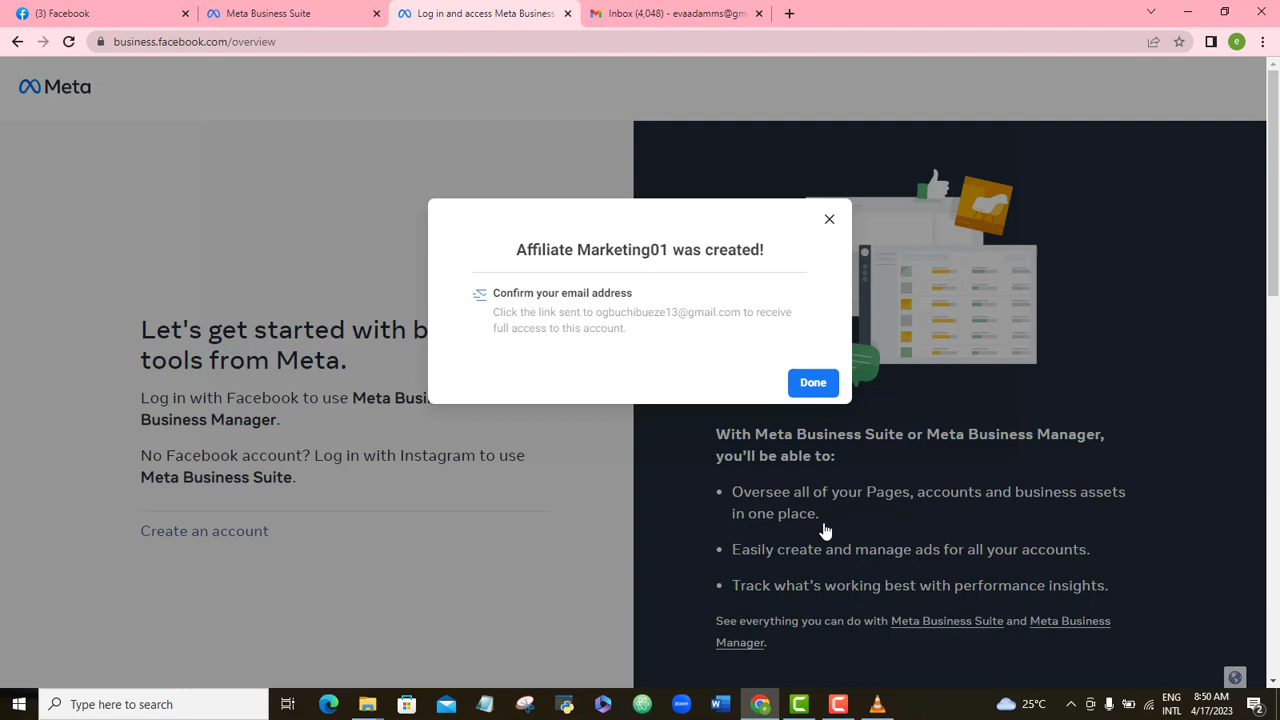 (3) Facebook
Meta Business Suite
Log in and access Meta Business
Inbox (4,048) - evaadamms@gm
business.facebook.com/overview
e
Meta
Affiliate Marketing01 was created!
Confirm your email address
Click the link sent to ogbuchibueze13@gmail.com to receive
full access to this account.
Done
Let's get started with b
tools from Meta.
Log in with Facebook to use Meta Busi
Business Manager.
No Facebook account? Log in with Instagram to use
Meta Business Suite.
Create an account
With Meta Business Suite or Meta Business Manager,
you'll be able to:
• Oversee all of your Pages, accounts and business assets
in one place.
• Easily create and manage ads for all your accounts.
• Track what's working best with performance insights.
See everything you can do with Meta Business Suite and Meta Business
Manager.
Type here to search
zoom
25°C
ENG
INTL
8:50 AM
4/17/2023
2